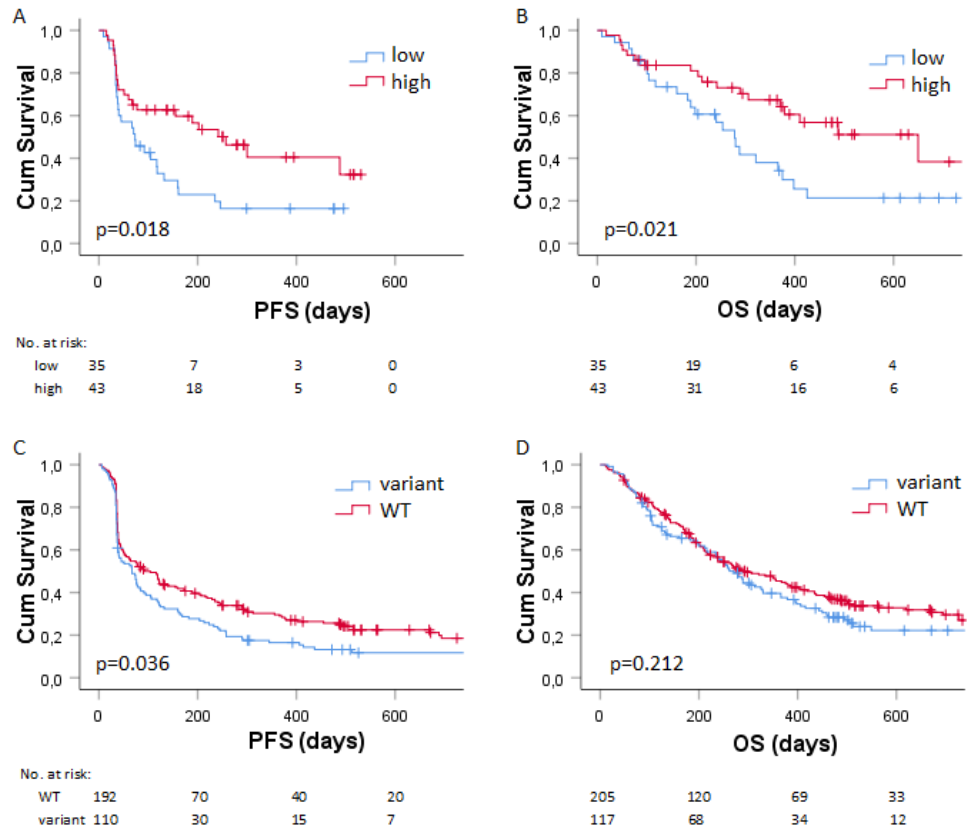 A
1,0
0,8
0,6
0,4
0,2
0,0
Cum Survival
low
high
p=0.018
0 200 400 600
PFS (days)
B
1,0
0,8
0,6
0,4
0,2
0,0
Cum Survival
low
high
p=0.021
0 200 400 600
OS (days)
No. at risk:
low 35 7 3 0
high 43 18 5 0
35 19 6 4
43 31 16 6
C
1,0
0,8
0,6
0,4
0,2
0,0
Cum Survival
variant
WT
p=0.036
0 200 400 600
PFS (days)
D
1,0
0,8
0,6
0,4
0,2
0,0
Cum Survival
variant
WT
p=0.212
0 200 400 600
OS (days)
No. at risk:
WT 192 70 40 20
variant 110 30 15 7
205 120 69 33
117 68 34 12